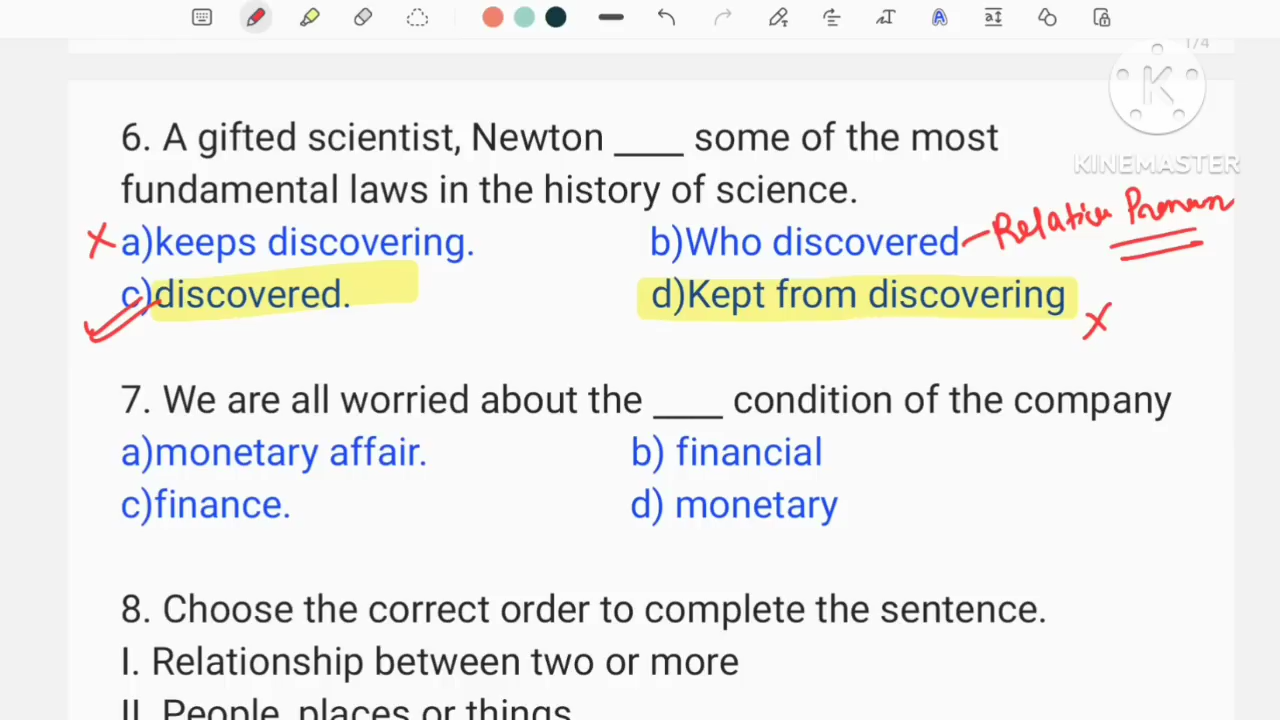 1/4
KINEMASTER
6. A gifted scientist, Newton ____ some of the most
fundamental laws in the history of science.
a)keeps discovering.
b)Who discovered
Relative Pronoun
c)discovered.
d)Kept from discovering
7. We are all worried about the ____ condition of the company
a)monetary affair.
b) financial
c)finance.
d) monetary
8. Choose the correct order to complete the sentence.
I. Relationship between two or more
II. People, places or things